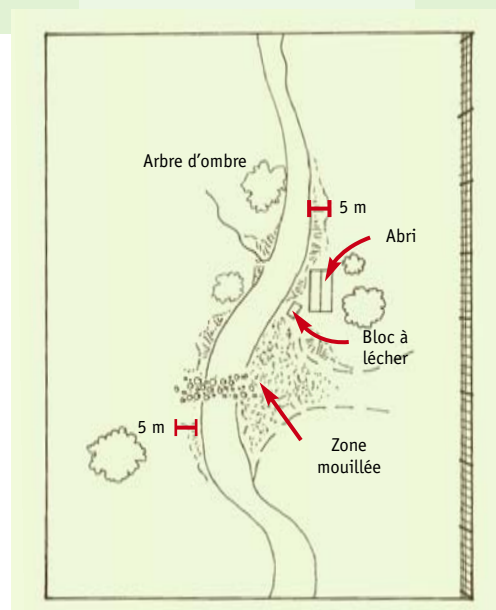 Arbre d'ombre
5 m
Abri
Bloc à
lécher
5 m
Zone
mouillée